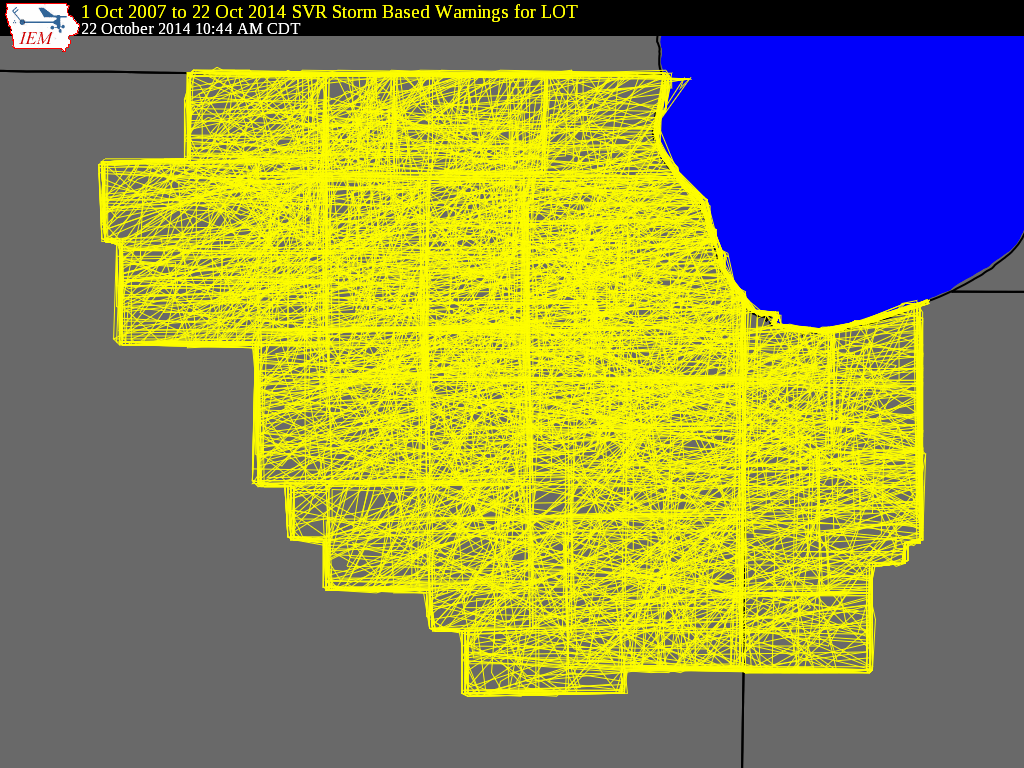 1 Oct 2007 to 22 Oct 2014 SVR Storm Based Warnings for LOT
22 October 2014 10:44 AM CDT
IEM